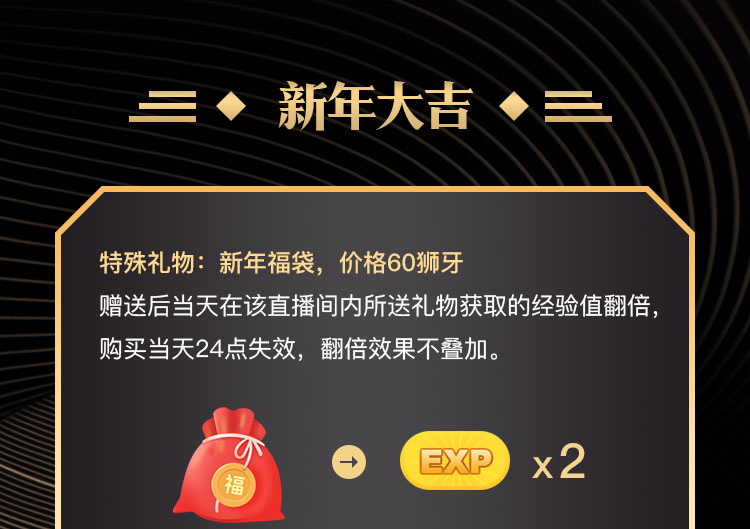 新年大吉
特殊礼物：新年福袋，价格60狮牙
赠送后当天在该直播间内所送礼物获取的经验值翻倍，
购买当天24点失效，翻倍效果不叠加。
福
EXP x2